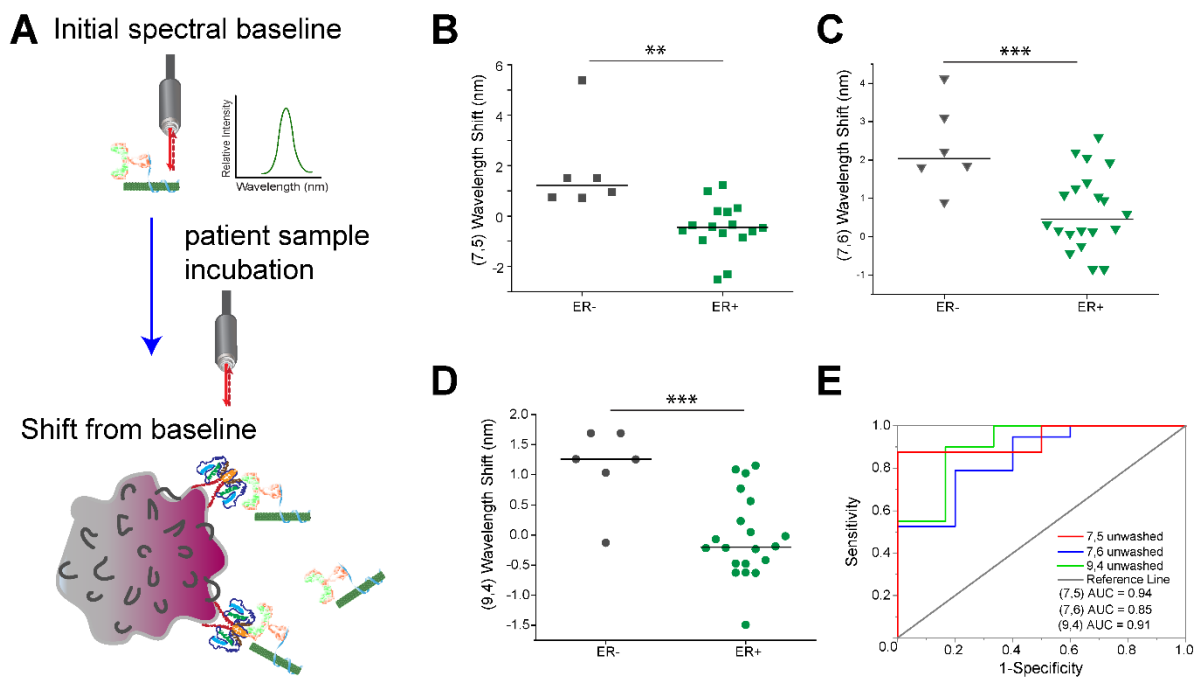 A
Initial spectral baseline
Relative Intensity
Wavelength (nm)
patient sample
incubation
Shift from baseline
B
**
(7,5) Wavelength Shift (nm)
6
4
2
0
-2
ER-
ER+
C
***
(7,6) Wavelength Shift (nm)
4
3
2
1
0
-1
ER-
ER+
D
***
(9,4) Wavelength Shift (nm)
2.0
1.5
1.0
0.5
0.0
-0.5
-1.0
-1.5
ER-
ER+
E
Sensitivity
1.0
0.8
0.6
0.4
0.2
0.0
0.0 0.2 0.4 0.6 0.8 1.0
1-Specificity
7,5 unwashed
7,6 unwashed
9,4 unwashed
Reference Line
(7,5) AUC = 0.94
(7,6) AUC = 0.85
(9,4) AUC = 0.91